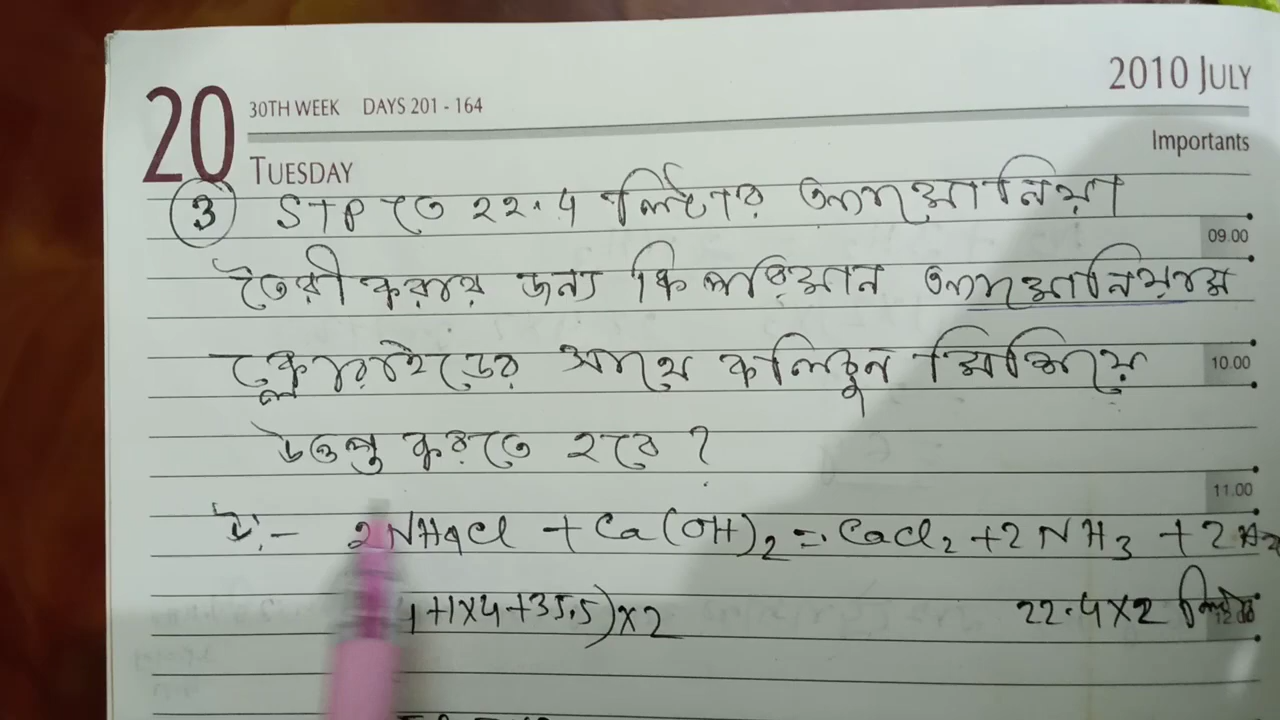 2010 JULY
20 30TH WEEK DAYS 201 - 164
Importants
TUESDAY
③ STP তে ২২.৪ লিটার অ্যামোনিয়া
09.00
তৈরী করার জন্য কি পরিমান অ্যামোনিয়াম
ক্লোরাইডের সাথে কলিচুন মিশিয়ে
10.00
উত্তপ্ত করতে হবে ?
11.00
উ:- 2NH4Cl + Ca(OH)2 = CaCl2 + 2NH3 + 2H2
4+1×4+35.5)×2 22.4×2 লিটার
12.00